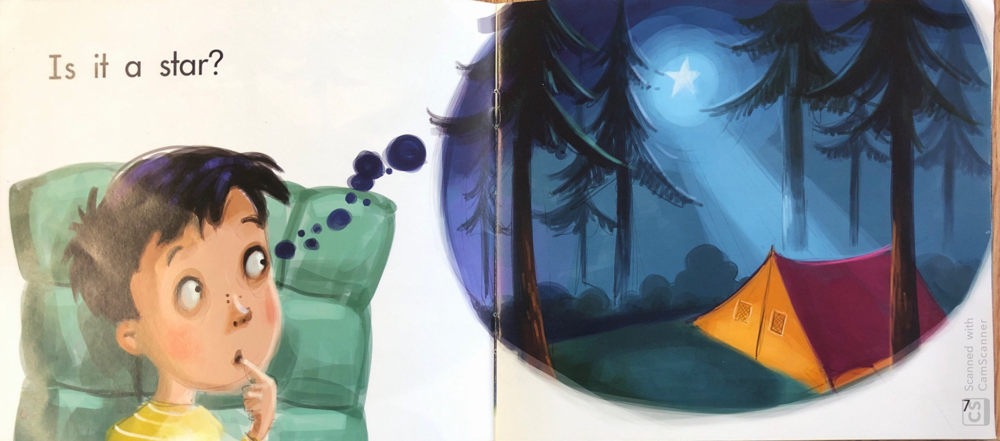 Is it a star?
7
Scanned with
CamScanner
CS